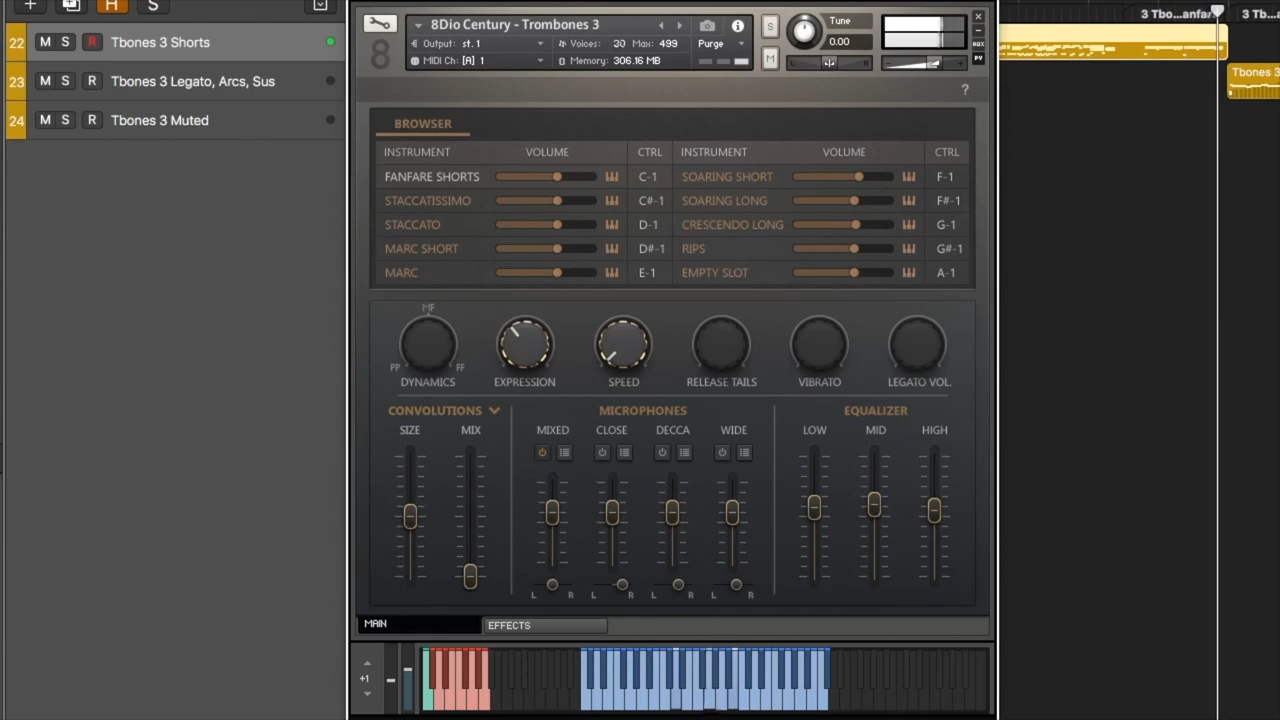 S
H
22 M S R Tbones 3 Shorts
23 M S R Tbones 3 Legato, Arcs, Sus
24 M S R Tbones 3 Muted
8Dio Century - Trombones 3
Output: st.1 Voices: 30 Max: 499 Purge
MIDI Ch: [A] 1 Memory: 306.16 MB
8
S
M
Tune
0.00
L R
AUX
PV
?
BROWSER
INSTRUMENT VOLUME CTRL INSTRUMENT VOLUME CTRL
FANFARE SHORTS C-1 SOARING SHORT F-1
STACCATISSIMO C#-1 SOARING LONG F#-1
STACCATO D-1 CRESCENDO LONG G-1
MARC SHORT D#-1 RIPS G#-1
MARC E-1 EMPTY SLOT A-1
MF
PP FF
DYNAMICS EXPRESSION SPEED RELEASE TAILS VIBRATO LEGATO VOL.
CONVOLUTIONS MICROPHONES EQUALIZER
SIZE MIX MIXED CLOSE DECCA WIDE LOW MID HIGH
L R L R L R L R
MAIN EFFECTS
+1
3 Tbo...anfa 3 Tb
Tbones 3